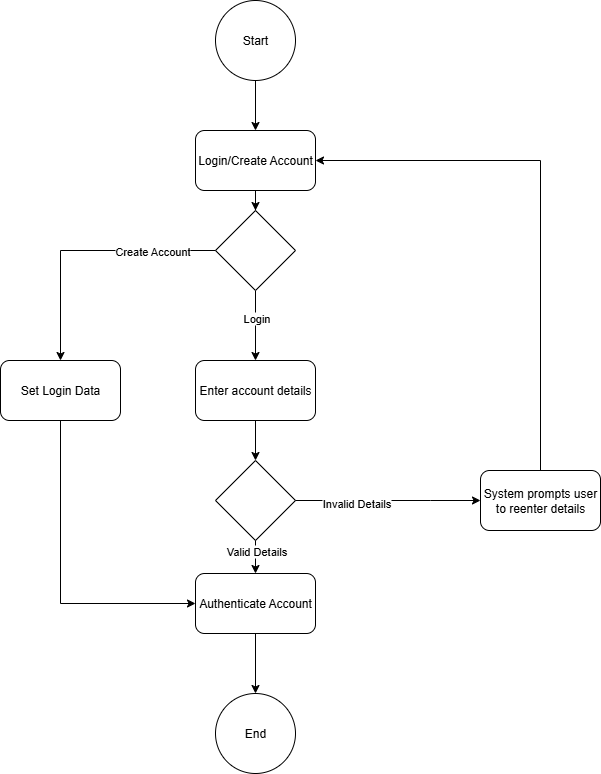 Start
Login/Create Account
Create Account
Login
Set Login Data
Enter account details
Invalid Details
System prompts user
to reenter details
Valid Details
Authenticate Account
End